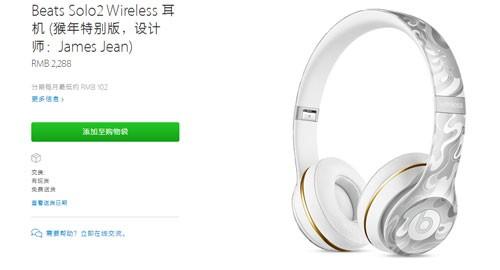 Beats Solo2 Wireless 耳
机 (猴年特别版，设计
师：James Jean)
RMB 2,288
分期每月最低约 RMB 102
更多信息 ›
添加至购物袋
交货:
有现货
免费送货
查看送货日期
需要帮助？立即在线交流。
wireless
b